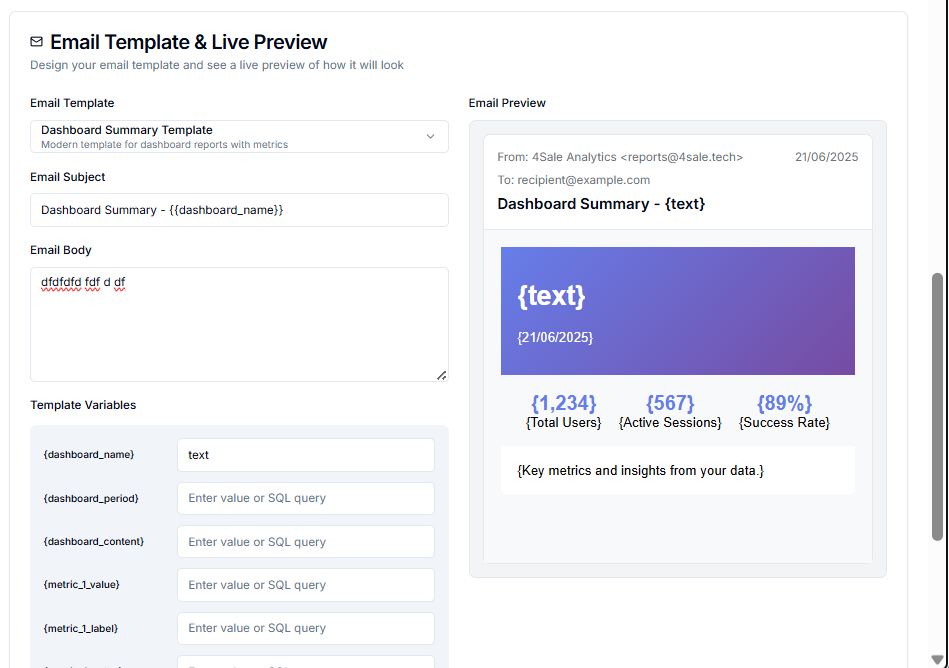 Email Template & Live Preview
Design your email template and see a live preview of how it will look
Email Template
Dashboard Summary Template
Modern template for dashboard reports with metrics
Email Subject
Dashboard Summary - {{dashboard_name}}
Email Body
dfdfdfd fdf d df
Template Variables
{dashboard_name}
text
{dashboard_period}
Enter value or SQL query
{dashboard_content}
Enter value or SQL query
{metric_1_value}
Enter value or SQL query
{metric_1_label}
Enter value or SQL query
Email Preview
From: 4Sale Analytics <reports@4sale.tech>
21/06/2025
To: recipient@example.com
Dashboard Summary - {text}
{text}
{21/06/2025}
{1,234}
{Total Users}
{567}
{Active Sessions}
{89%}
{Success Rate}
{Key metrics and insights from your data.}